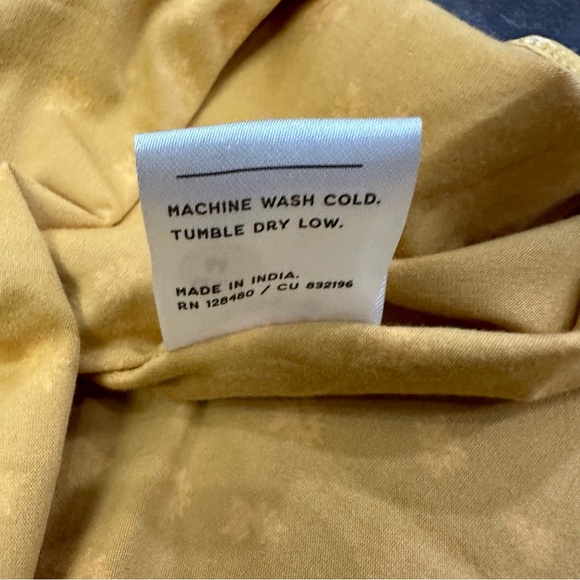 MACHINE WASH COLD.
TUMBLE DRY LOW.
MADE IN INDIA.
RN 128480 / CU 832196